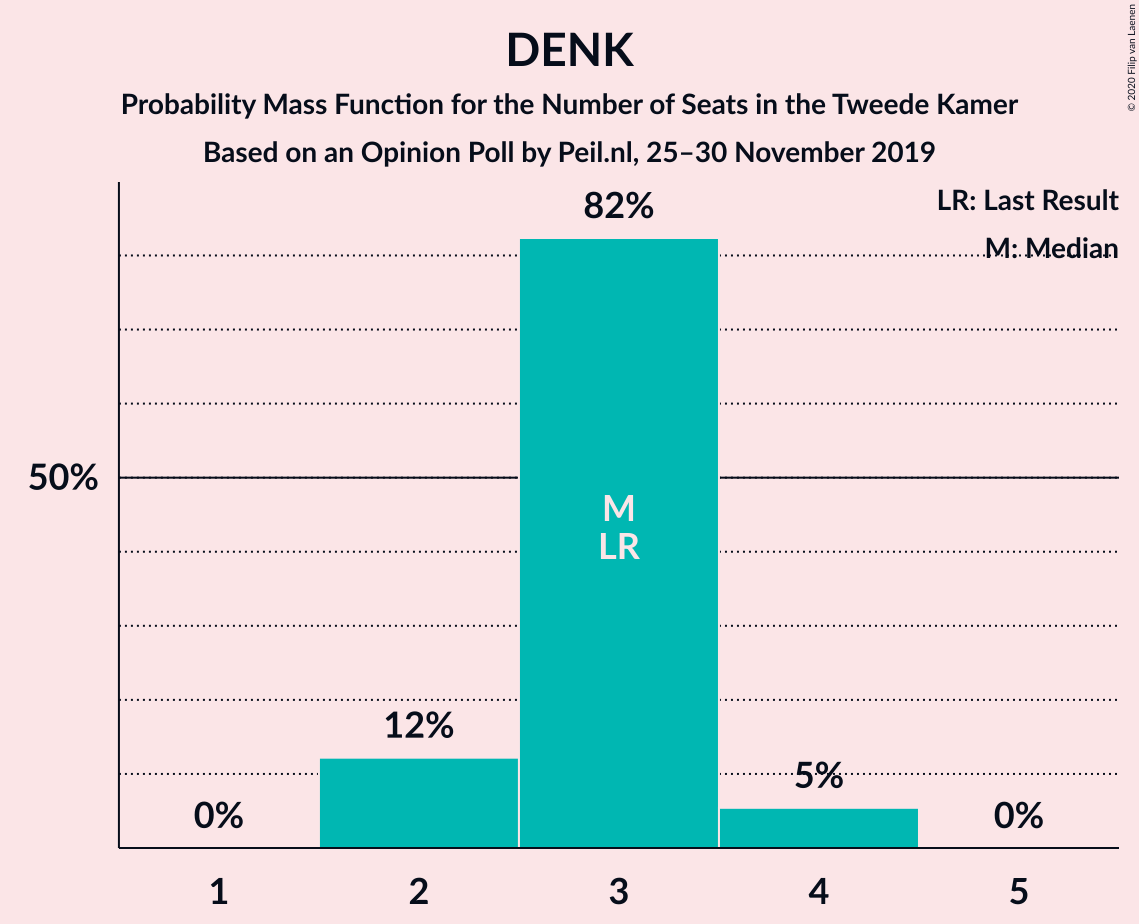 DENK
Probability Mass Function for the Number of Seats in the Tweede Kamer
Based on an Opinion Poll by Peil.nl, 25–30 November 2019
© 2020 Filip van Laenen
LR: Last Result
M: Median
82%
50%
M
LR
12%
5%
0%
0%
1
2
3
4
5